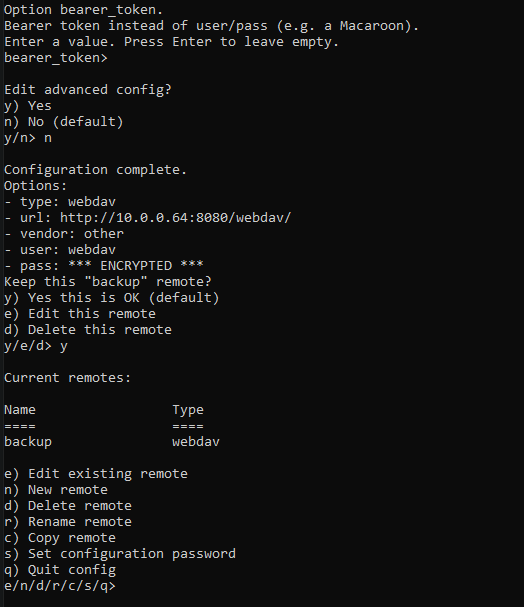 Option bearer_token.
Bearer token instead of user/pass (e.g. a Macaroon).
Enter a value. Press Enter to leave empty.
bearer_token>
Edit advanced config?
y) Yes
n) No (default)
y/n> n
Configuration complete.
Options:
- type: webdav
- url: http://10.0.0.64:8080/webdav/
- vendor: other
- user: webdav
- pass: *** ENCRYPTED ***
Keep this "backup" remote?
y) Yes this is OK (default)
e) Edit this remote
d) Delete this remote
y/e/d> y
Current remotes:
Name                 Type
====                 ====
backup               webdav
e) Edit existing remote
n) New remote
d) Delete remote
r) Rename remote
c) Copy remote
s) Set configuration password
q) Quit config
e/n/d/r/c/s/q>